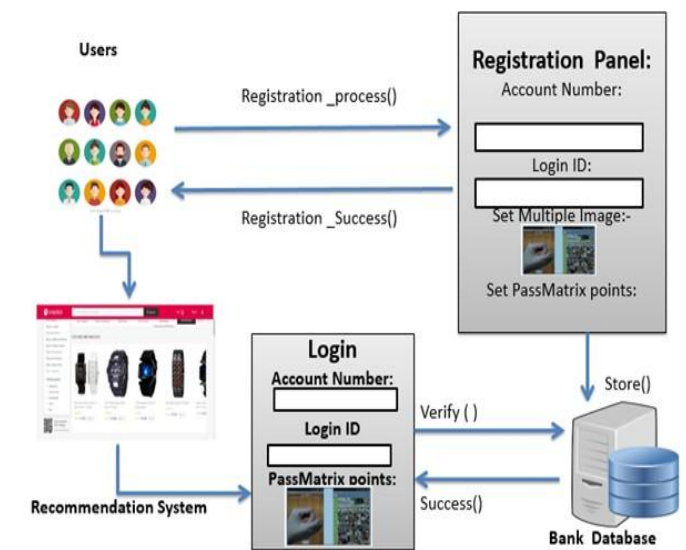 Users
Registration _process()
Registration _Success()
Registration Panel:
Account Number:
Login ID:
Set Multiple Image:-
Set PassMatrix points:
Store()
Login
Account Number:
Login ID
PassMatrix points:
Verify ( )
Success()
Recommendation System
Bank Database